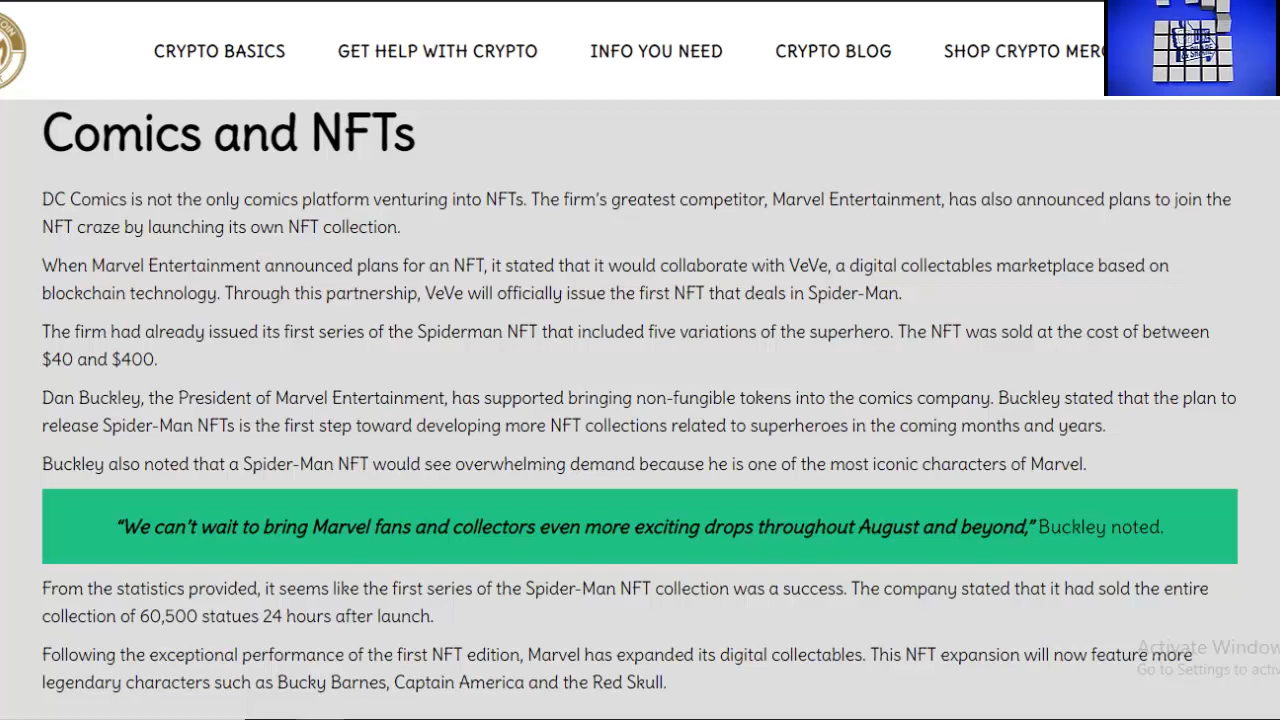 CRYPTO BASICS GET HELP WITH CRYPTO INFO YOU NEED CRYPTO BLOG SHOP CRYPTO
Comics and NFTs
DC Comics is not the only comics platform venturing into NFTs. The firm's greatest competitor, Marvel Entertainment, has also announced plans to join the
NFT craze by launching its own NFT collection.
When Marvel Entertainment announced plans for an NFT, it stated that it would collaborate with VeVe, a digital collectables marketplace based on
blockchain technology. Through this partnership, VeVe will officially issue the first NFT that deals in Spider-Man.
The firm had already issued its first series of the Spiderman NFT that included five variations of the superhero. The NFT was sold at the cost of between
$40 and $400.
Dan Buckley, the President of Marvel Entertainment, has supported bringing non-fungible tokens into the comics company. Buckley stated that the plan to
release Spider-Man NFTs is the first step toward developing more NFT collections related to superheroes in the coming months and years.
Buckley also noted that a Spider-Man NFT would see overwhelming demand because he is one of the most iconic characters of Marvel.
“We can't wait to bring Marvel fans and collectors even more exciting drops throughout August and beyond,” Buckley noted.
From the statistics provided, it seems like the first series of the Spider-Man NFT collection was a success. The company stated that it had sold the entire
collection of 60,500 statues 24 hours after launch.
Following the exceptional performance of the first NFT edition, Marvel has expanded its digital collectables. This NFT expansion will now feature more
legendary characters such as Bucky Barnes, Captain America and the Red Skull.
Activate Window
Go to Settings to activ